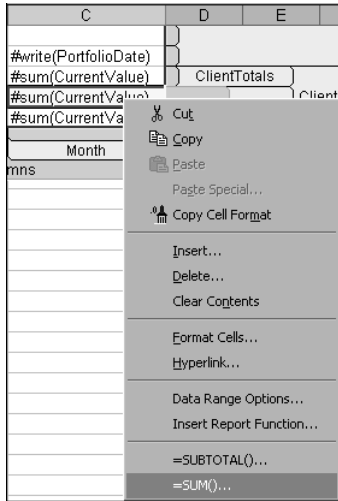 C D E
#write(PortfolioDate)
#sum(CurrentValue) ClientTotals
#sum(CurrentValue) Client
#sum(CurrentVa
Month
mns
Cut
Copy
Paste
Paste Special...
Copy Cell Format
Insert...
Delete...
Clear Contents
Format Cells...
Hyperlink...
Data Range Options...
Insert Report Function...
=SUBTOTAL()...
=SUM()...